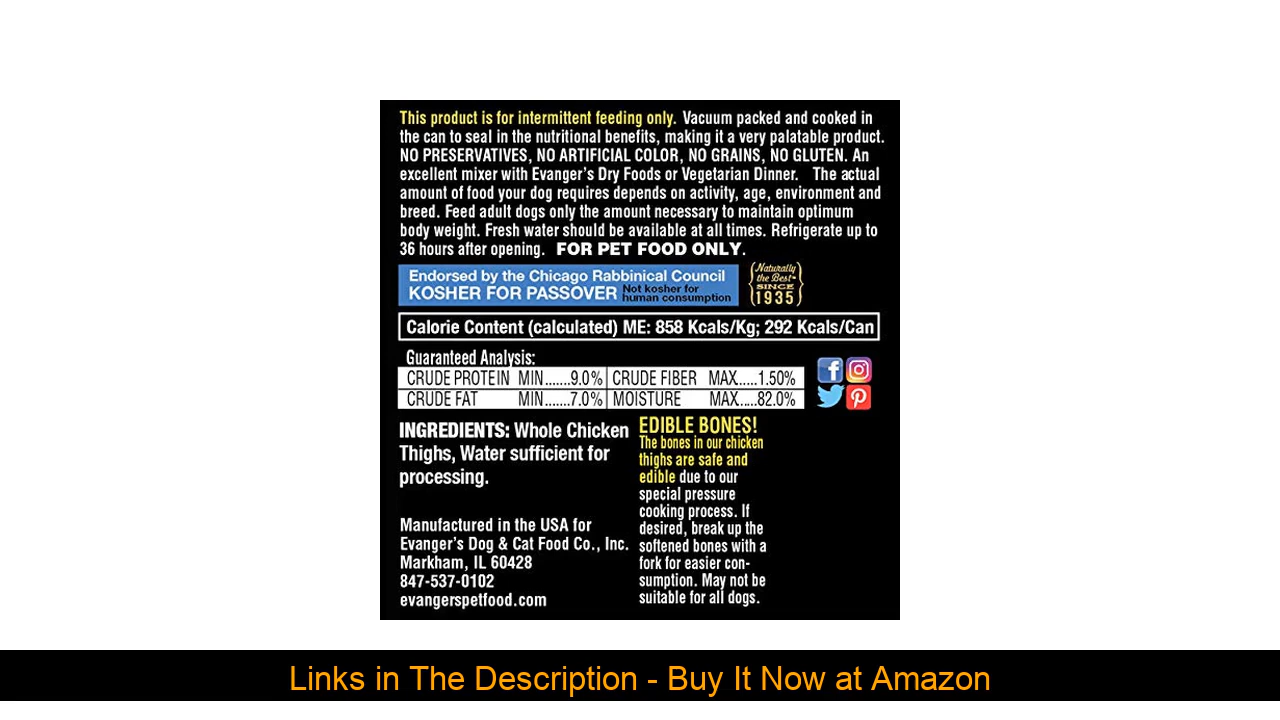 This product is for intermittent feeding only. Vacuum packed and cooked in
the can to seal in the nutritional benefits, making it a very palatable product.
NO PRESERVATIVES, NO ARTIFICIAL COLOR, NO GRAINS, NO GLUTEN. An
excellent mixer with Evanger's Dry Foods or Vegetarian Dinner. The actual
amount of food your dog requires depends on activity, age, environment and
breed. Feed adult dogs only the amount necessary to maintain optimum
body weight. Fresh water should be available at all times. Refrigerate up to
36 hours after opening. FOR PET FOOD ONLY.
Endorsed by the Chicago Rabbinical Council
KOSHER FOR PASSOVER Not kosher for
human consumption
Naturally
the Best™
SINCE
1935
Calorie Content (calculated) ME: 858 Kcals/Kg; 292 Kcals/Can
Guaranteed Analysis:
CRUDE PROTEIN MIN.......9.0% CRUDE FIBER MAX.....1.50%
CRUDE FAT MIN.......7.0% MOISTURE MAX.....82.0%
INGREDIENTS: Whole Chicken
Thighs, Water sufficient for
processing.
Manufactured in the USA for
Evanger's Dog & Cat Food Co., Inc.
Markham, IL 60428
847-537-0102
evangerspetfood.com
EDIBLE BONES!
The bones in our chicken
thighs are safe and
edible due to our
special pressure
cooking process. If
desired, break up the
softened bones with a
fork for easier con-
sumption. May not be
suitable for all dogs.
Links in The Description - Buy It Now at Amazon